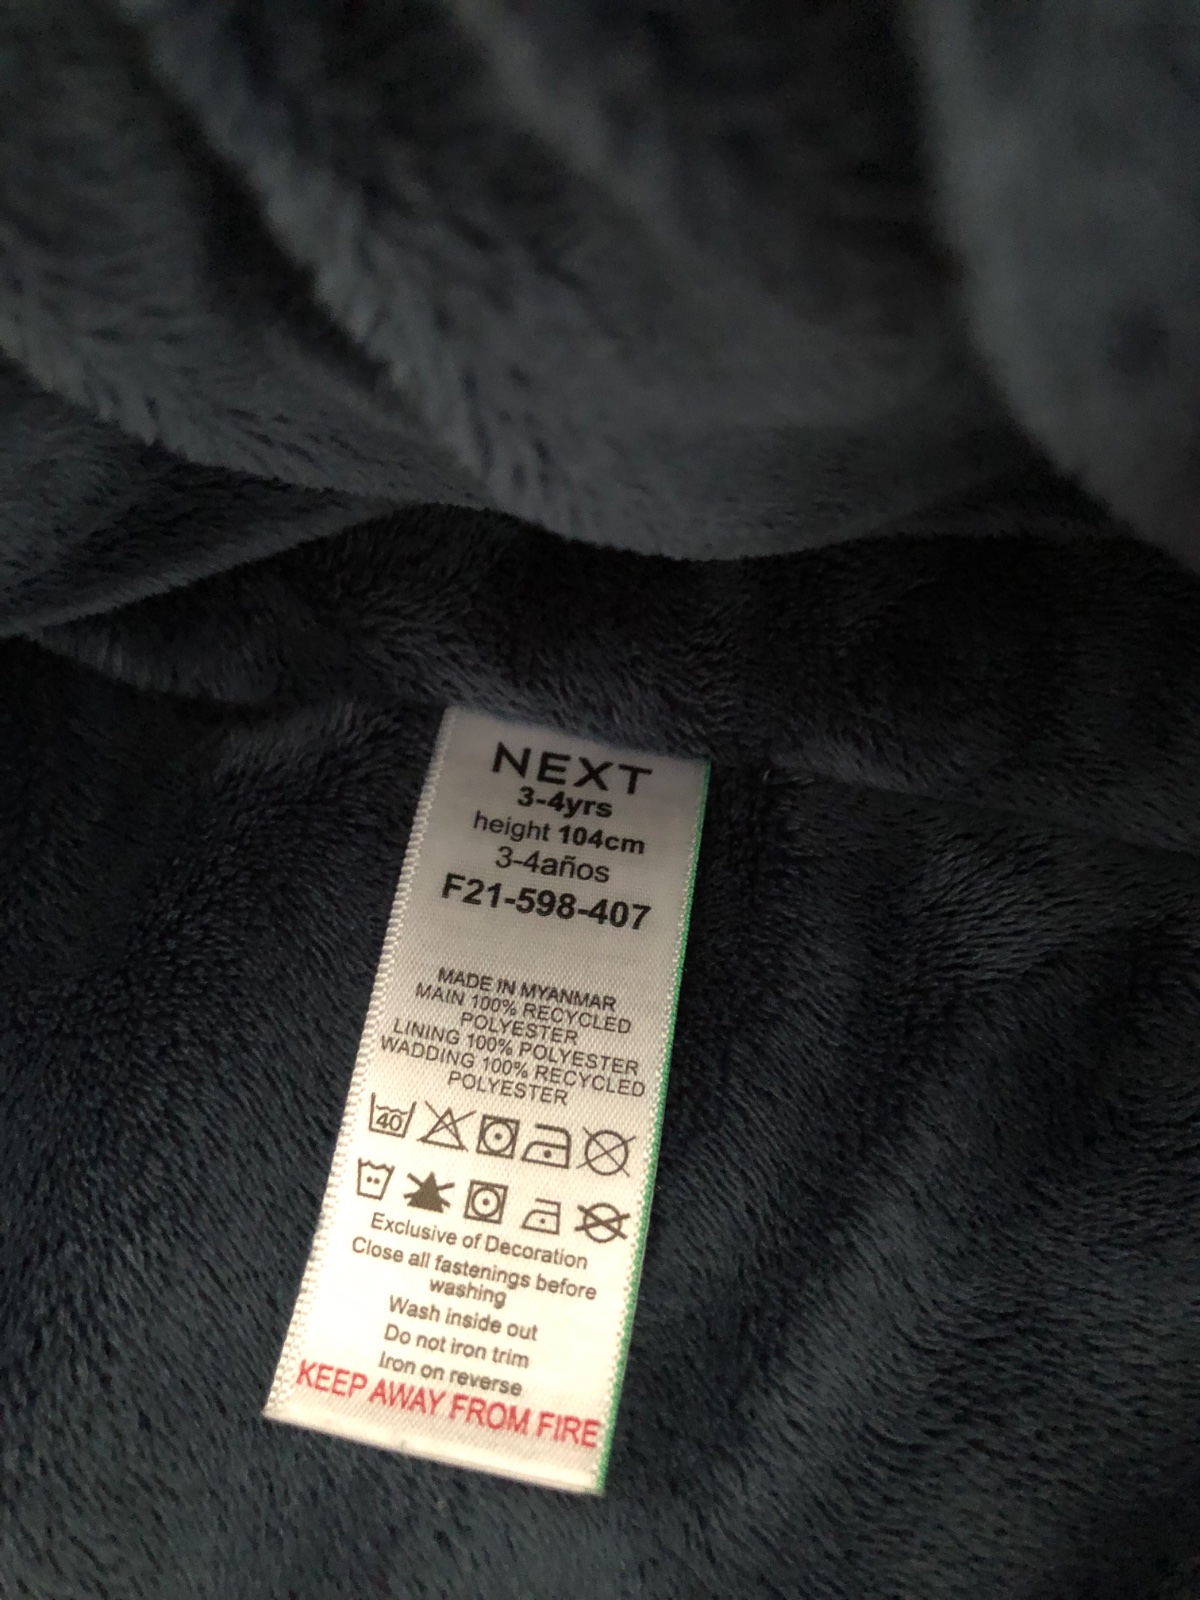 NEXT
3-4yrs
height 104cm
3-4años
F21-598-407
MADE IN MYANMAR
MAIN 100% RECYCLED
POLYESTER
LINING 100% POLYESTER
WADDING 100% RECYCLED
POLYESTER
40
Exclusive of Decoration
Close all fastenings before
washing
Wash inside out
Do not iron trim
Iron on reverse
KEEP AWAY FROM FIRE